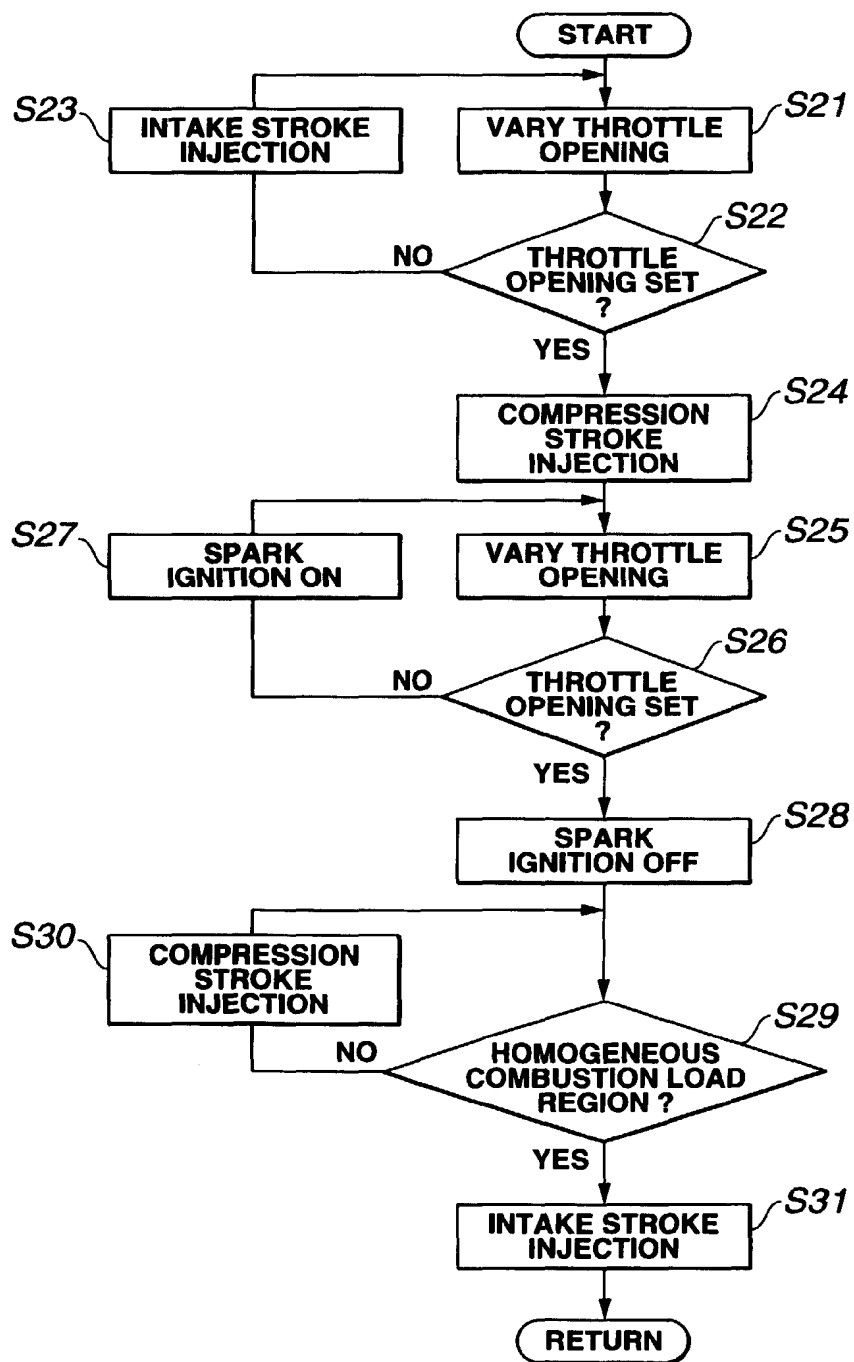 START
S23
INTAKE STROKE
INJECTION
S21
VARY THROTTLE
OPENING
S22
NO
THROTTLE
OPENING SET
?
YES
S24
COMPRESSION
STROKE
INJECTION
S27
SPARK
IGNITION ON
S25
VARY THROTTLE
OPENING
S26
NO
THROTTLE
OPENING SET
?
YES
S28
SPARK
IGNITION OFF
S30
COMPRESSION
STROKE
INJECTION
S29
NO
HOMOGENEOUS
COMBUSTION LOAD
REGION ?
YES
S31
INTAKE STROKE
INJECTION
RETURN